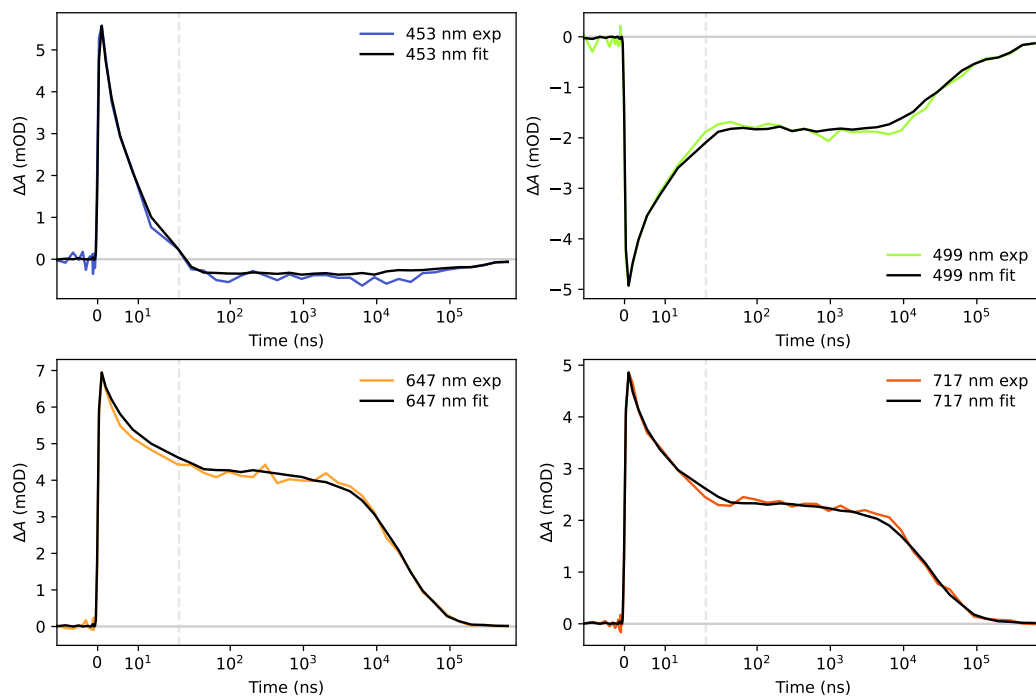 453 nm exp
453 nm fit
ΔA (mOD)
5
4
3
2
1
0
0 10¹ 10² 10³ 10⁴ 10⁵
Time (ns)
499 nm exp
499 nm fit
ΔA (mOD)
0
−1
−2
−3
−4
−5
0 10¹ 10² 10³ 10⁴ 10⁵
Time (ns)
647 nm exp
647 nm fit
ΔA (mOD)
7
6
5
4
3
2
1
0
0 10¹ 10² 10³ 10⁴ 10⁵
Time (ns)
717 nm exp
717 nm fit
ΔA (mOD)
5
4
3
2
1
0
0 10¹ 10² 10³ 10⁴ 10⁵
Time (ns)